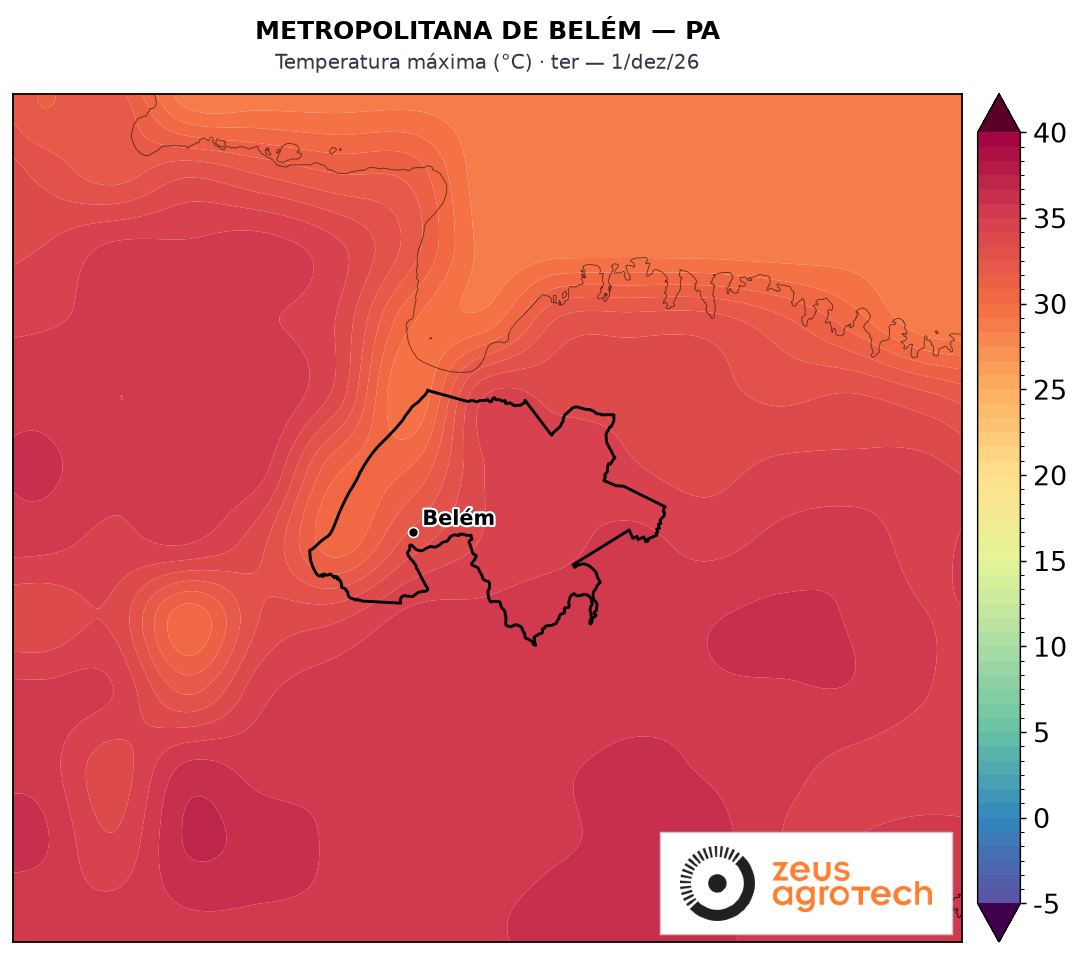 METROPOLITANA DE BELÉM — PA
Temperatura máxima (°C) · ter — 1/dez/26
40
35
30
25
20
15
10
5
0
-5
Belém
zeus
agrotech